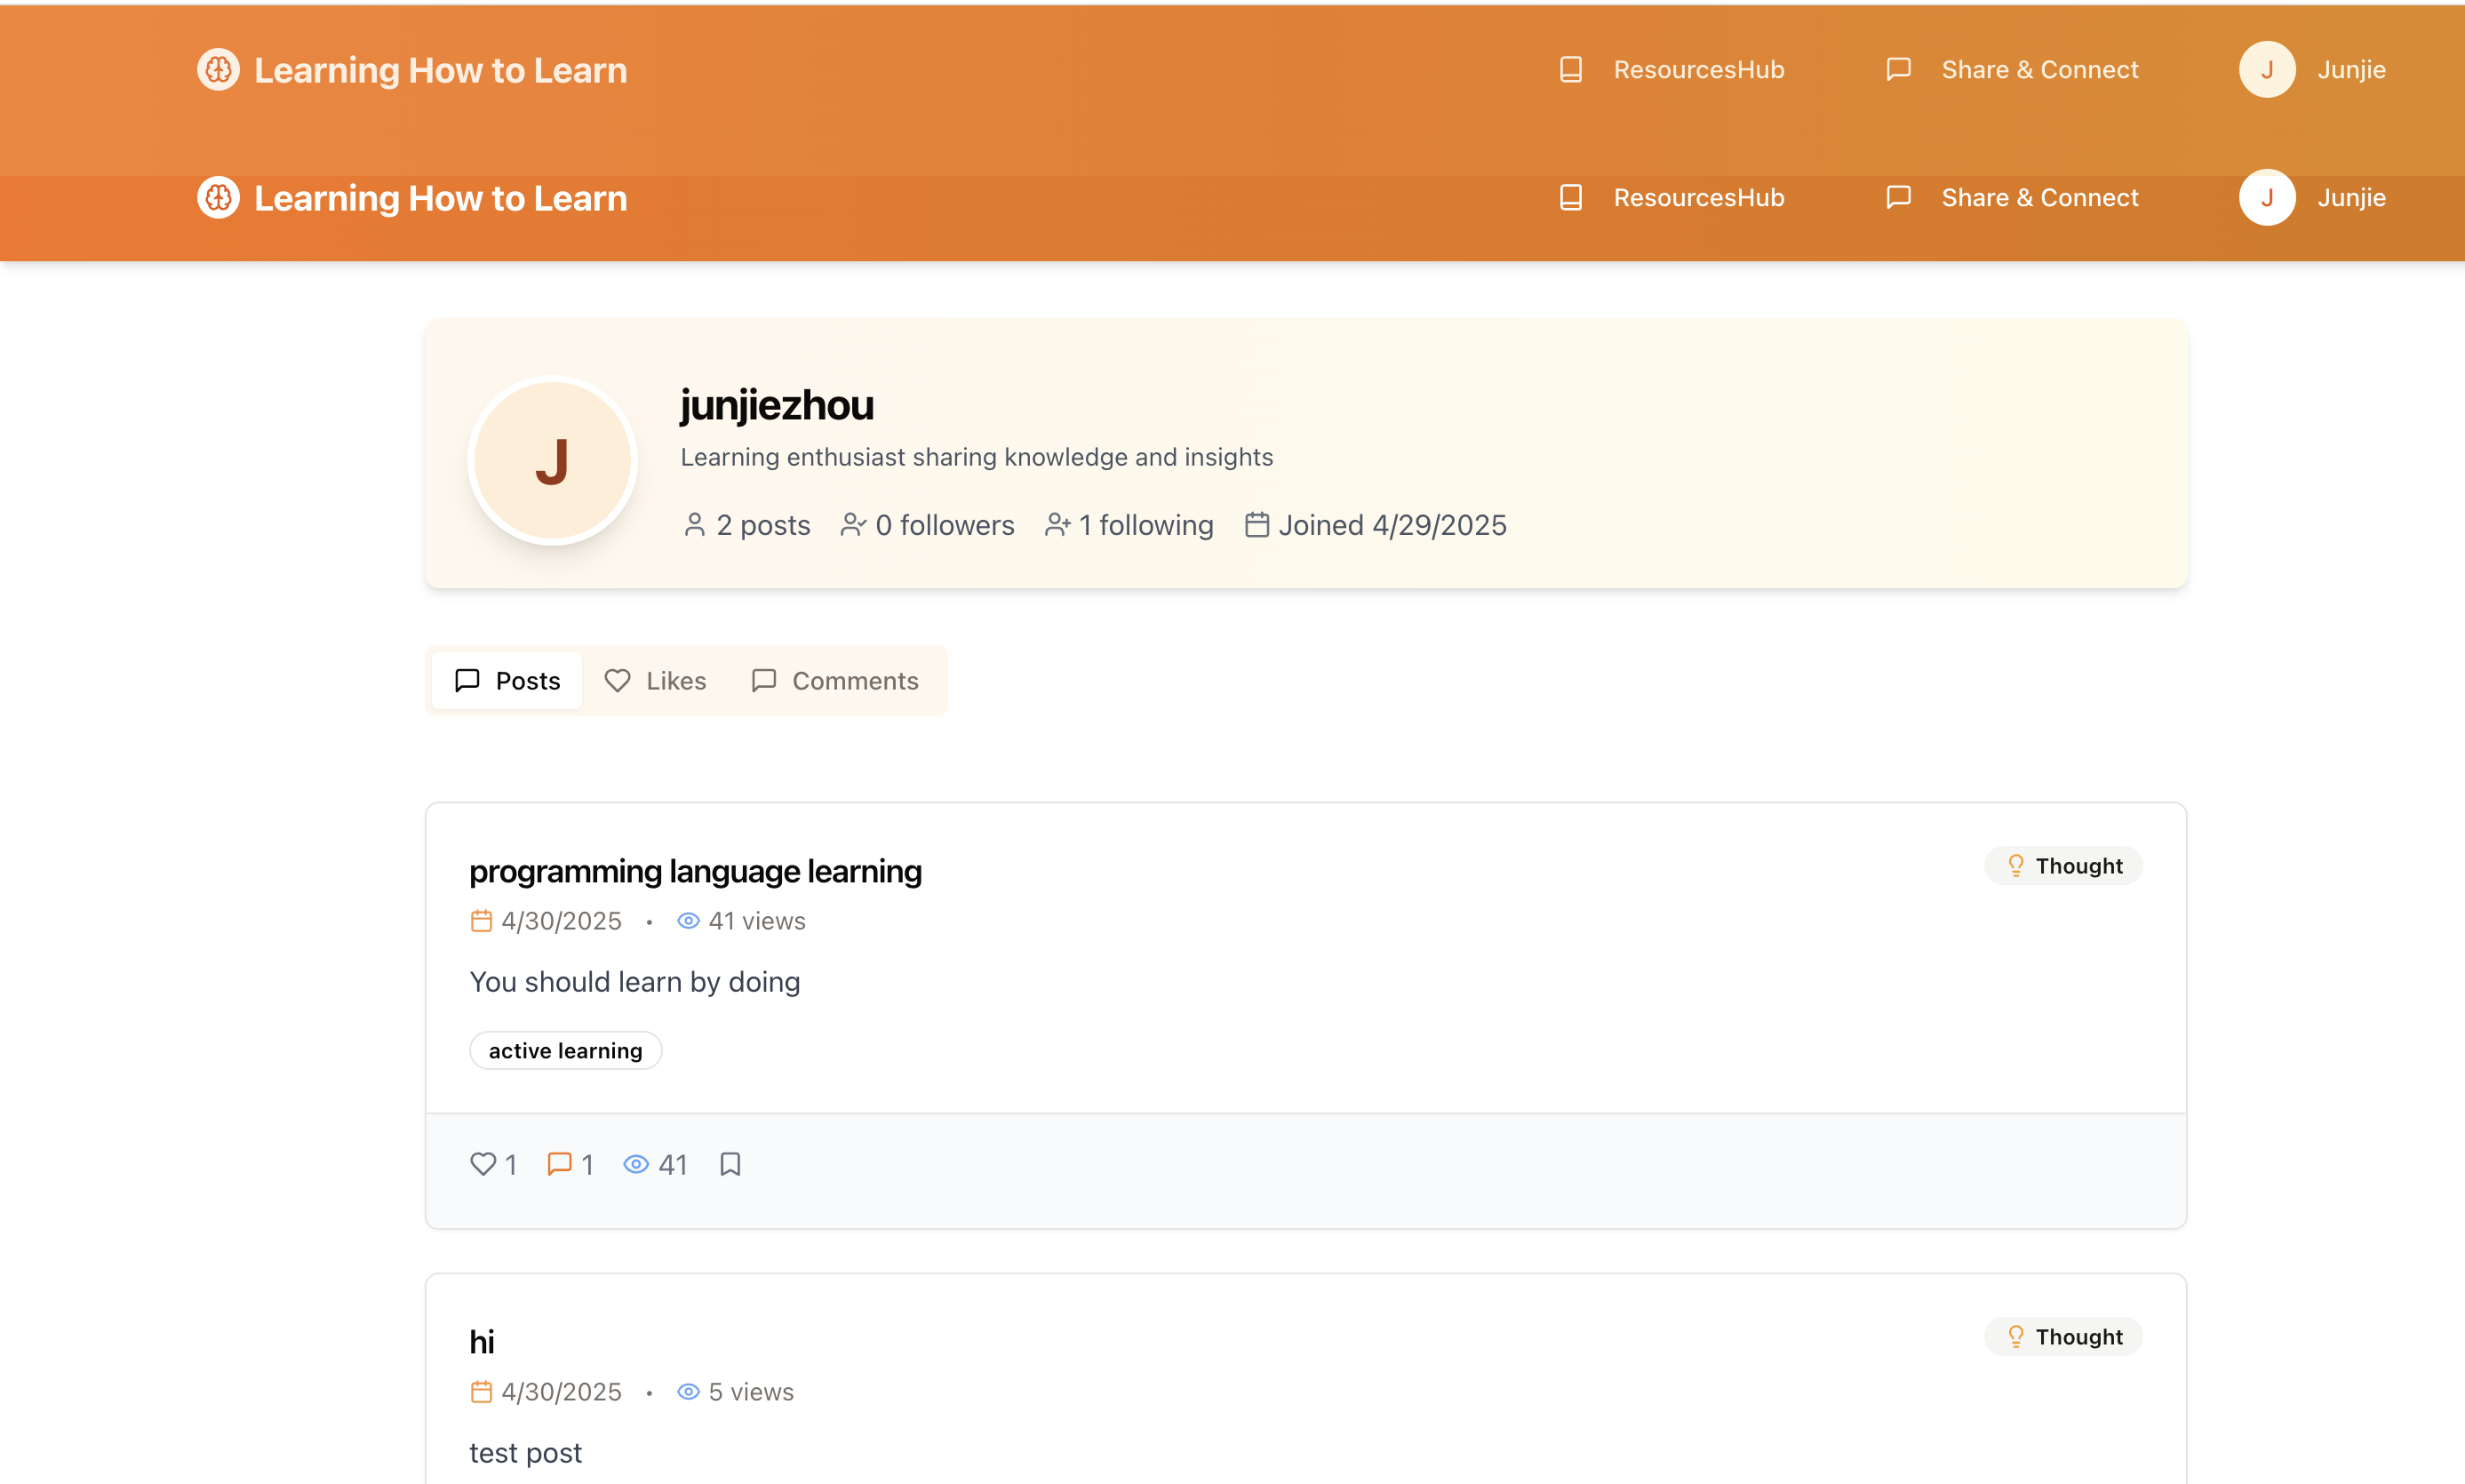 Learning How to Learn ResourcesHub Share & Connect J Junjie
Learning How to Learn ResourcesHub Share & Connect J Junjie
J
junjiezhou
Learning enthusiast sharing knowledge and insights
2 posts 0 followers 1 following Joined 4/29/2025
Posts Likes Comments
programming language learning Thought
4/30/2025 • 41 views
You should learn by doing
active learning
1 1 41
hi Thought
4/30/2025 • 5 views
test post